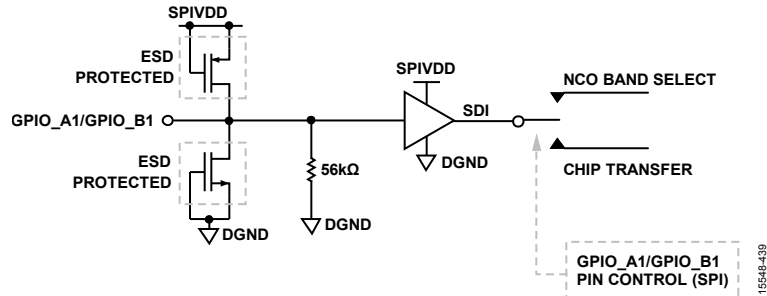 SPIVDD
ESD
PROTECTED
SPIVDD
NCO BAND SELECT
GPIO_A1/GPIO_B1
SDI
ESD
PROTECTED
56kΩ
DGND
CHIP TRANSFER
DGND
DGND
GPIO_A1/GPIO_B1
PIN CONTROL (SPI)
15548-439